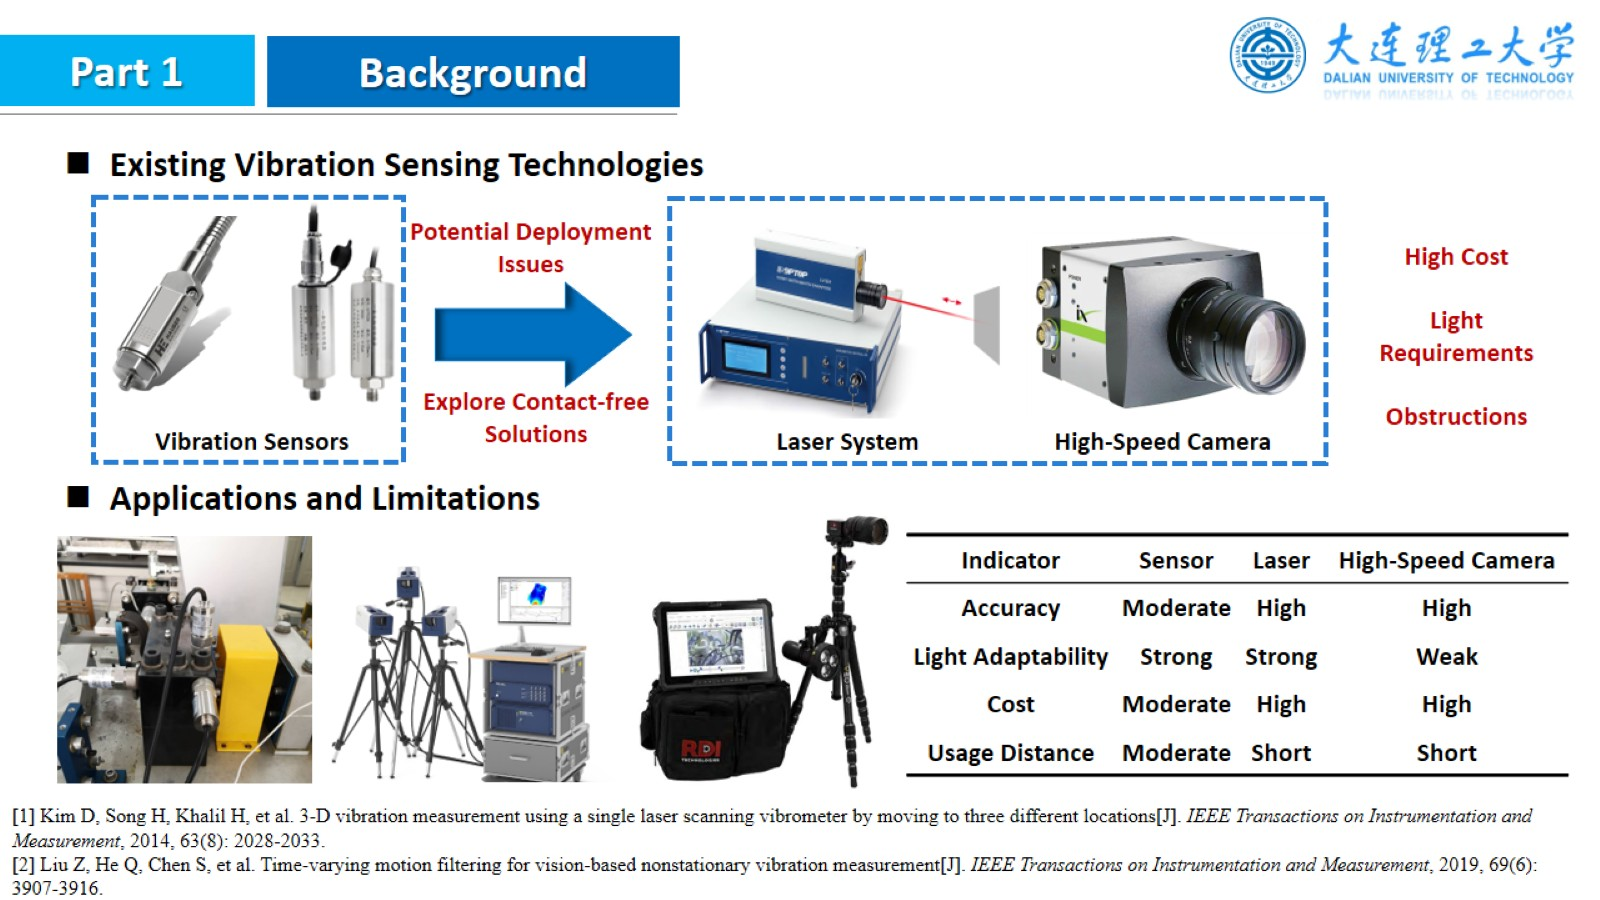 Part 1
Background
大连理工大学
DALIAN UNIVERSITY OF TECHNOLOGY
■ Existing Vibration Sensing Technologies
Potential Deployment
Issues
Explore Contact-free
Solutions
Vibration Sensors
OPTOP
iX
Laser System
High-Speed Camera
High Cost
Light
Requirements
Obstructions
■ Applications and Limitations
RDI
TECHNOLOGIES
Indicator Sensor Laser High-Speed Camera
Accuracy Moderate High High
Light Adaptability Strong Strong Weak
Cost Moderate High High
Usage Distance Moderate Short Short
[1] Kim D, Song H, Khalil H, et al. 3-D vibration measurement using a single laser scanning vibrometer by moving to three different locations[J]. IEEE Transactions on Instrumentation and
Measurement, 2014, 63(8): 2028-2033.
[2] Liu Z, He Q, Chen S, et al. Time-varying motion filtering for vision-based nonstationary vibration measurement[J]. IEEE Transactions on Instrumentation and Measurement, 2019, 69(6):
3907-3916.